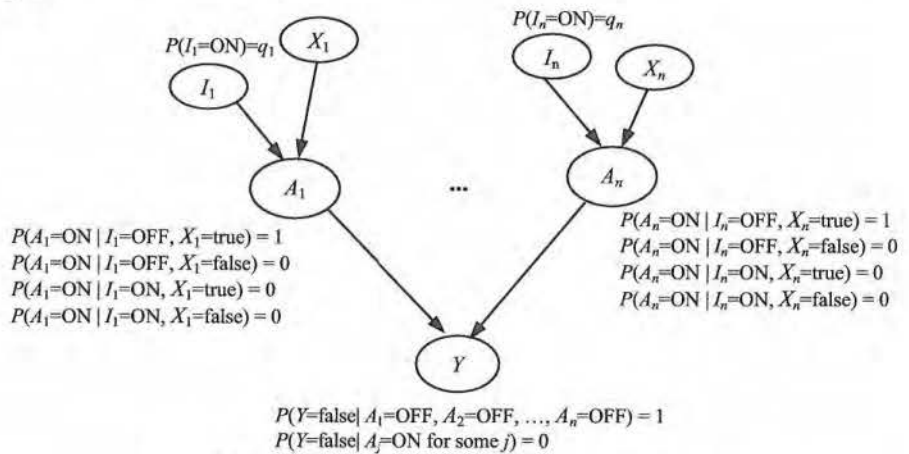 P(I₁=ON)=q₁
X₁
I₁
P(Iₙ=ON)=qₙ
Iₙ
Xₙ
A₁
...
Aₙ
P(A₁=ON | I₁=OFF, X₁=true) = 1
P(A₁=ON | I₁=OFF, X₁=false) = 0
P(A₁=ON | I₁=ON, X₁=true) = 0
P(A₁=ON | I₁=ON, X₁=false) = 0
P(Aₙ=ON | Iₙ=OFF, Xₙ=true) = 1
P(Aₙ=ON | Iₙ=OFF, Xₙ=false) = 0
P(Aₙ=ON | Iₙ=ON, Xₙ=true) = 0
P(Aₙ=ON | Iₙ=ON, Xₙ=false) = 0
Y
P(Y=false| A₁=OFF, A₂=OFF, …, Aₙ=OFF) = 1
P(Y=false| Aⱼ=ON for some j) = 0